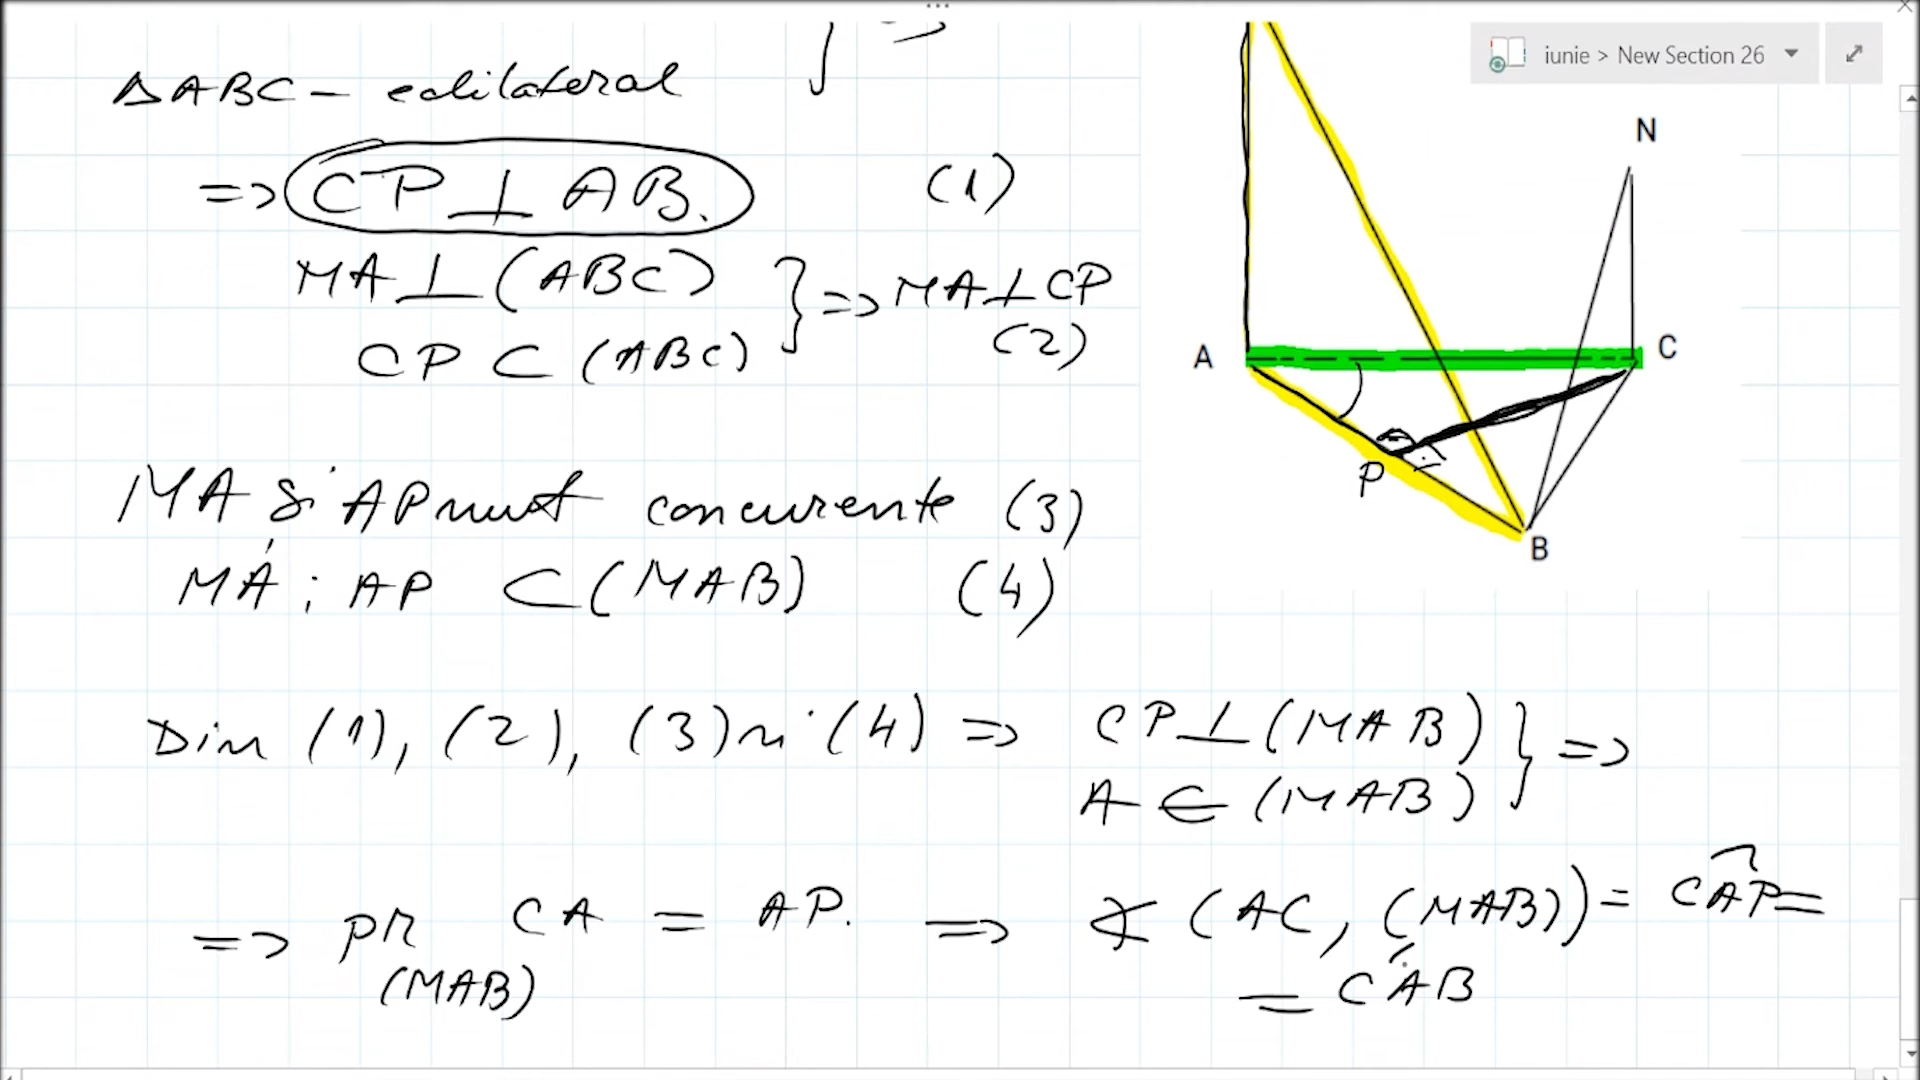 iunie > New Section 26
ΔABC - echilateral
=> CP ⊥ AB. (1)
MA ⊥ (ABC)
CP ⊂ (ABC)
} => MA ⊥ CP
(2)
MA și AP sunt concurente (3)
MA; AP ⊂ (MAB) (4)
Din (1), (2), (3) și (4) => CP ⊥ (MAB)
A ∈ (MAB)
} =>
=> pr CA = AP. => ∢ (AC, (MAB)) = CAP =
(MAB)
= CAB
N
A
C
P
B